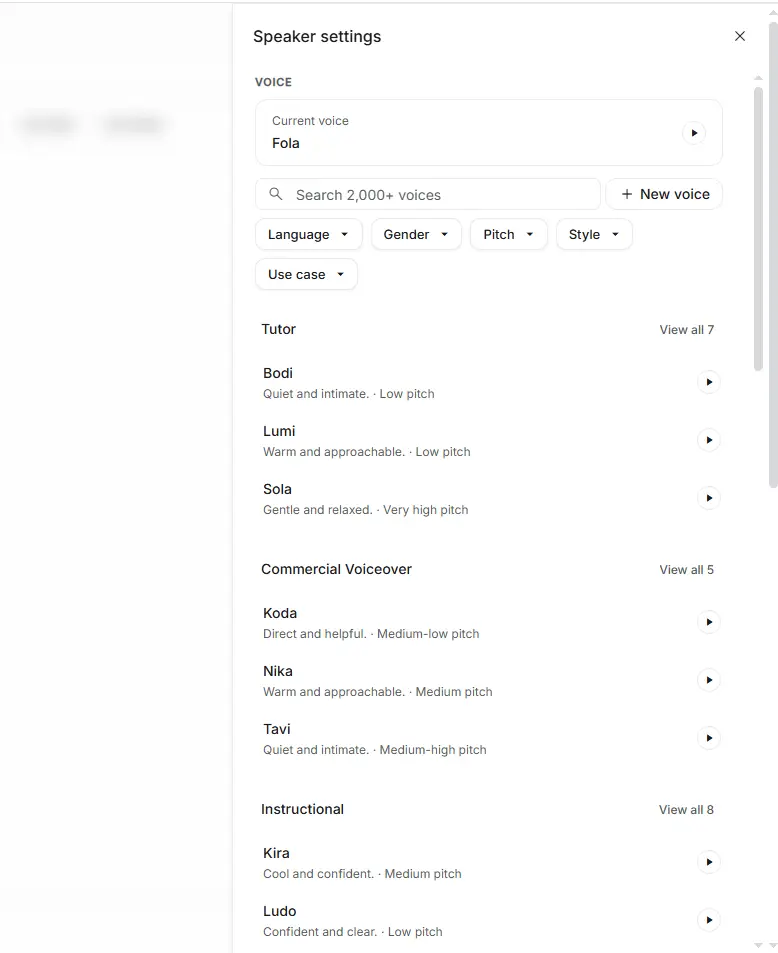 Speaker settings
VOICE
Current voice
Fola
Search 2,000+ voices
+ New voice
Language
Gender
Pitch
Style
Use case
Tutor
View all 7
Bodi
Quiet and intimate. · Low pitch
Lumi
Warm and approachable. · Low pitch
Sola
Gentle and relaxed. · Very high pitch
Commercial Voiceover
View all 5
Koda
Direct and helpful. · Medium-low pitch
Nika
Warm and approachable. · Medium pitch
Tavi
Quiet and intimate. · Medium-high pitch
Instructional
View all 8
Kira
Cool and confident. · Medium pitch
Ludo
Confident and clear. · Low pitch